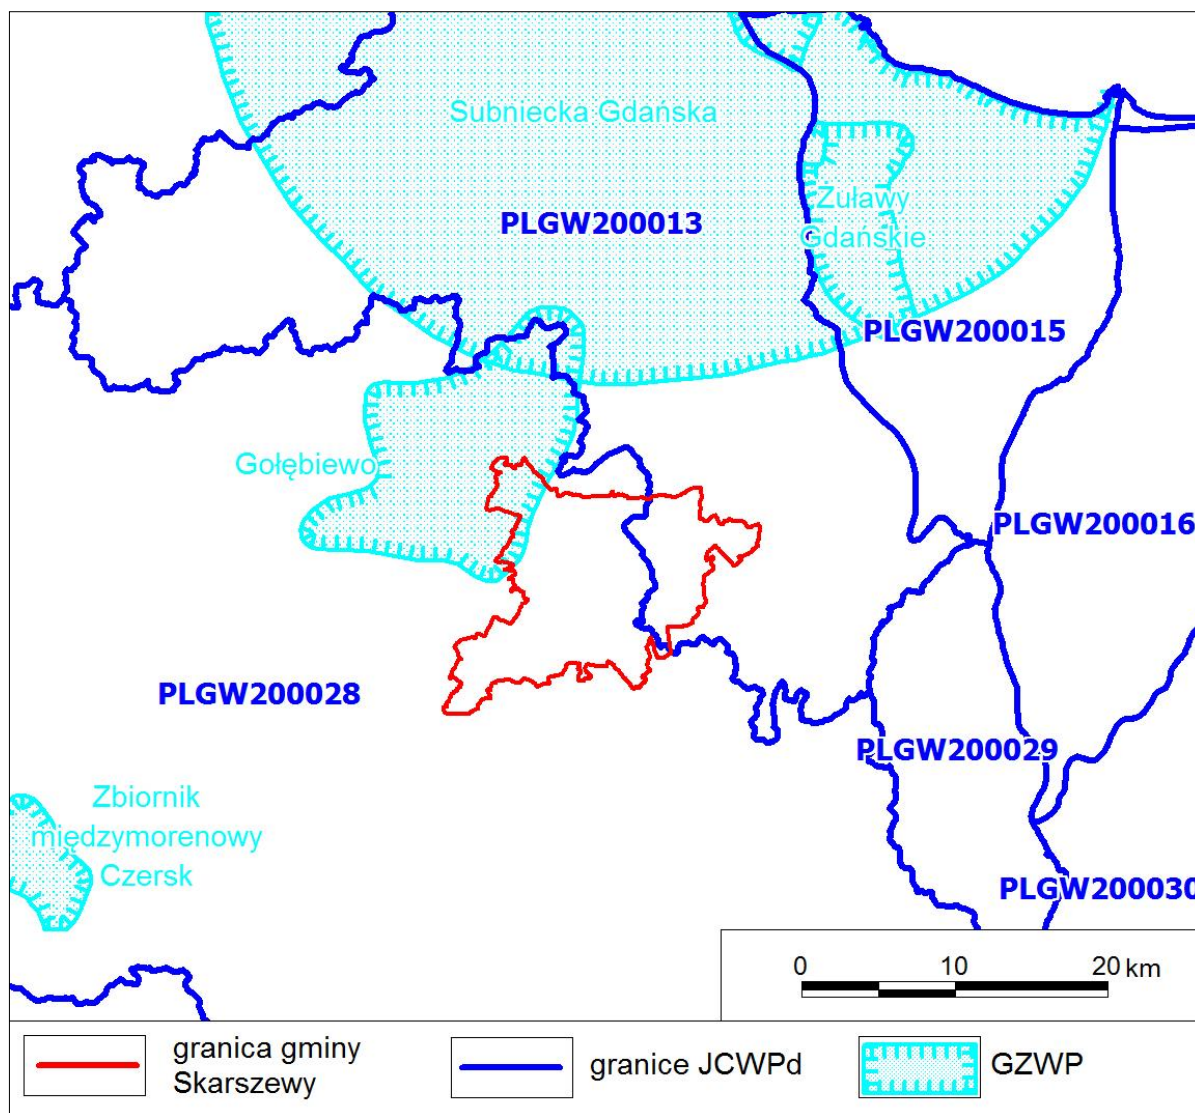 Subniecka Gdańska
PLGW200013
Żuławy
Gdańskie
PLGW200015
Gołębiewo
PLGW200016
PLGW200028
PLGW200029
Zbiornik
międzymorenowy
Czersk
PLGW200030
0 10 20 km
granica gminy
Skarszewy
granice JCWPd
GZWP